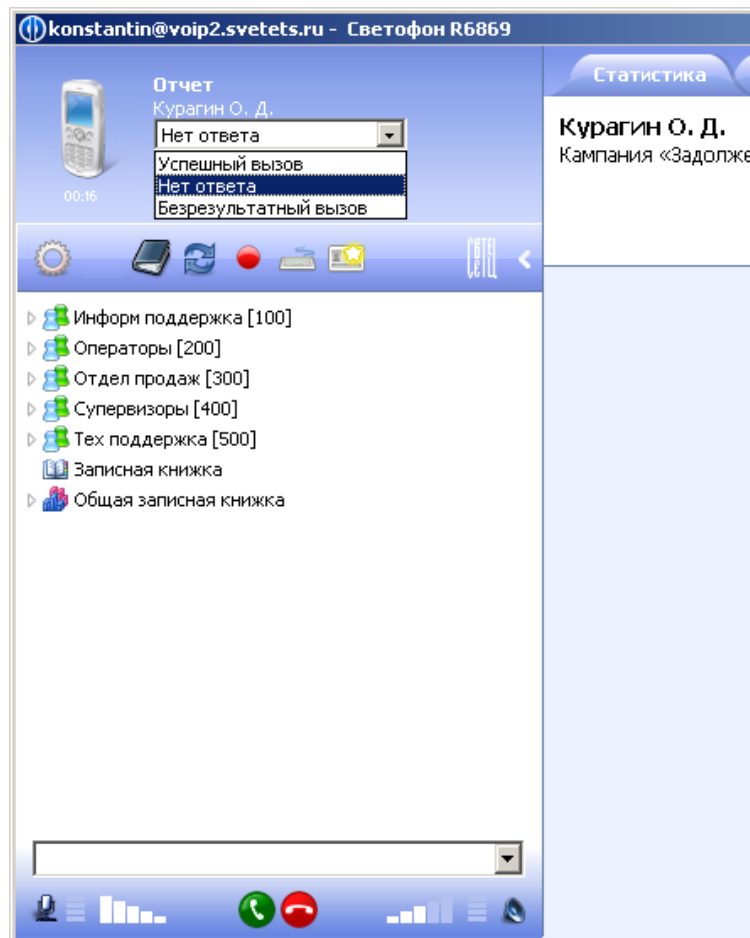 konstantin@voip2.svetets.ru - Светофон R6869
Отчет
Курагин О. Д.
Нет ответа
Успешный вызов
Нет ответа
Безрезультатный вызов
00:16
Статистика
Курагин О. Д.
Кампания «Задолже
Информ поддержка [100]
Операторы [200]
Отдел продаж [300]
Супервизоры [400]
Тех поддержка [500]
Записная книжка
Общая записная книжка